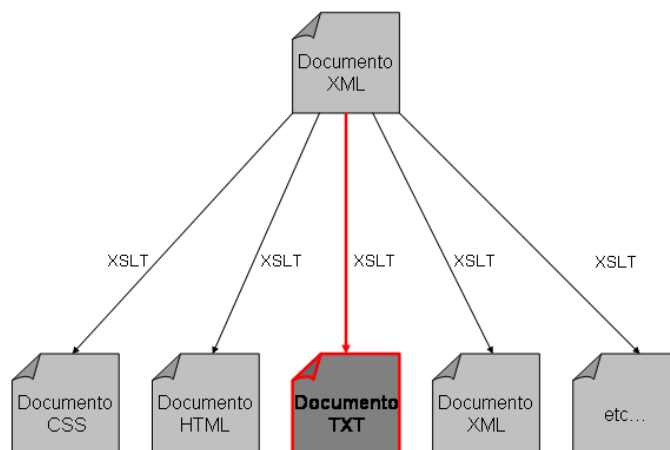 Documento
XML
XSLT
XSLT
XSLT
XSLT
XSLT
Documento
CSS
Documento
HTML
Documento
TXT
Documento
XML
etc...